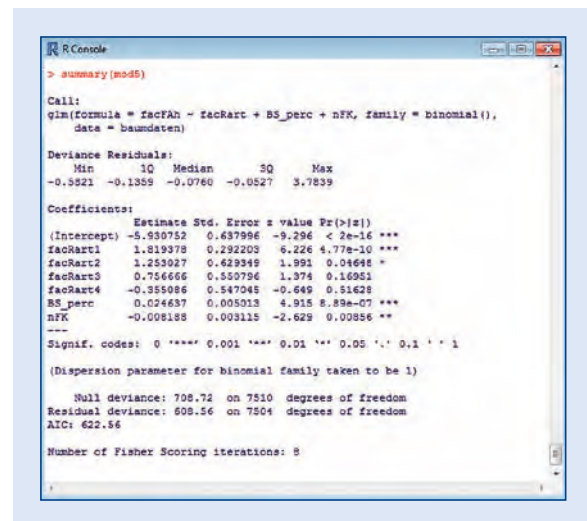 R Console
> summary(mod5)
Call:
glm(formula = facFAh ~ facRart + BS_perc + nFK, family = binomial(),
data = baumdaten)
Deviance Residuals:
Min 1Q Median 3Q Max
-0.5821 -0.1359 -0.0760 -0.0527 3.7839
Coefficients:
Estimate Std. Error z value Pr(>|z|)
(Intercept) -5.930752 0.637996 -9.296 < 2e-16 ***
facRart1 1.819378 0.292203 6.226 4.77e-10 ***
facRart2 1.253027 0.629349 1.991 0.04648 *
facRart3 0.756666 0.550796 1.374 0.16951
facRart4 -0.355086 0.547045 -0.649 0.51628
BS_perc 0.024637 0.005013 4.915 8.89e-07 ***
nFK -0.008188 0.003115 -2.629 0.00856 **
---
Signif. codes: 0 '***' 0.001 '**' 0.01 '*' 0.05 '.' 0.1 ' ' 1
(Dispersion parameter for binomial family taken to be 1)
Null deviance: 708.72 on 7510 degrees of freedom
Residual deviance: 608.56 on 7504 degrees of freedom
AIC: 622.56
Number of Fisher Scoring iterations: 8